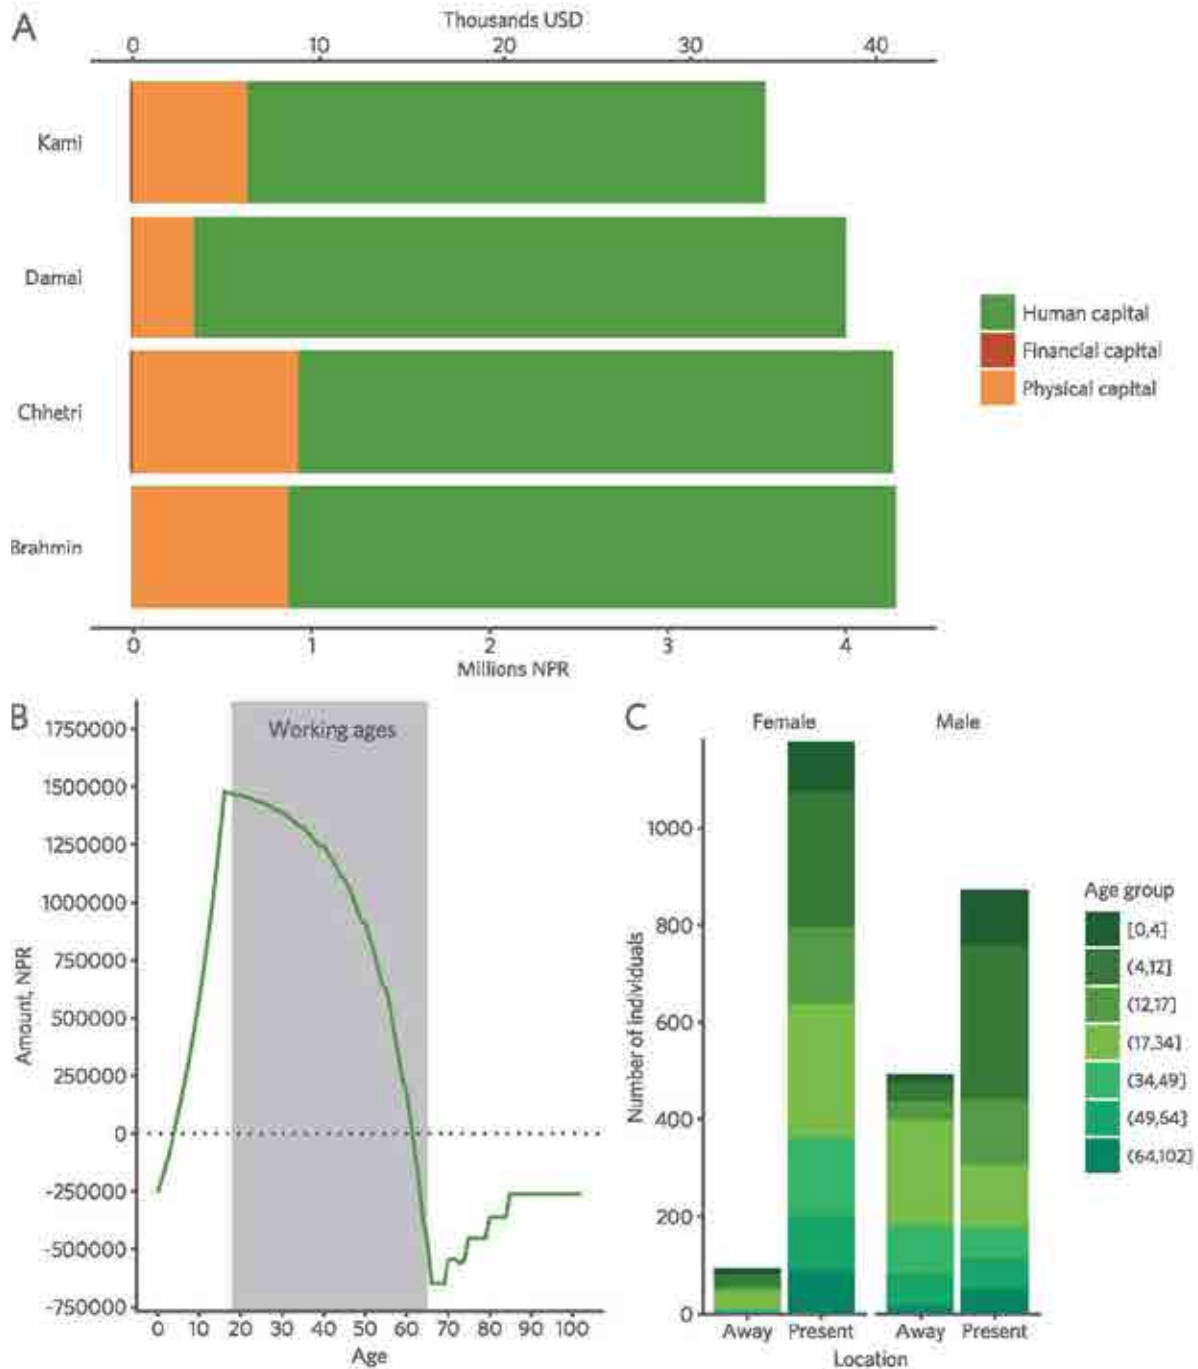 A
Thousands USD
0 10 20 30 40
Kami
Damai
Chhetri
Brahmin
Human capital
Financial capital
Physical capital
0 1 2 3 4
Millions NPR
B
Working ages
Amount, NPR
1750000
1500000
1250000
1000000
750000
500000
250000
0
-250000
-500000
-750000
0 10 20 30 40 50 60 70 80 90 100
Age
C
Female Male
Number of individuals
1000
800
600
400
200
0
Away Present Away Present
Location
Age group
[0,4]
(4,12]
(12,17]
(17,34]
(34,49]
(49,64]
(64,102]